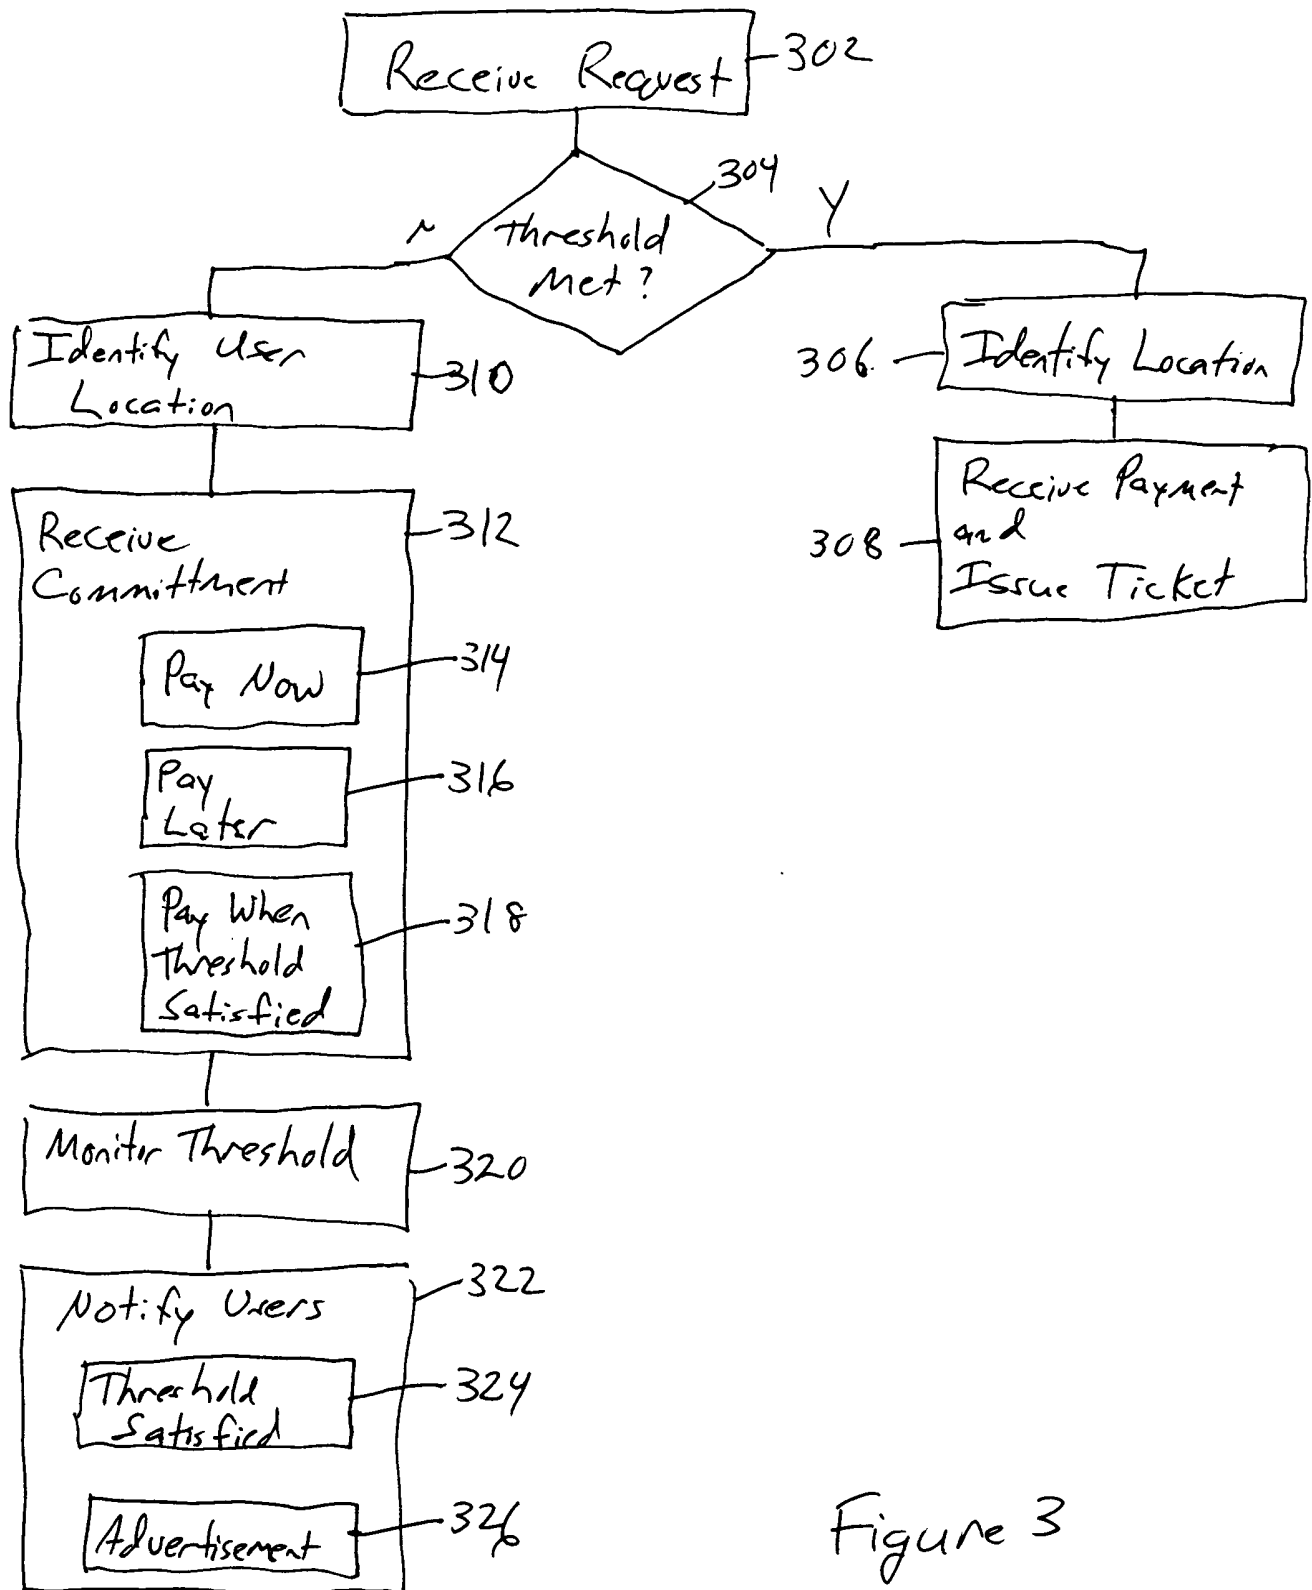 Receive Request
302
304
Threshold
Met?
N
Y
Identify User
Location
310
306
Identify Location
Receive
Committment
312
Receive Payment
and
Issue Ticket
308
Pay Now
314
Pay
Later
316
Pay When
Threshold
Satisfied
318
Monitor Threshold
320
Notify Users
322
Threshold
Satisfied
324
Advertisement
326
Figure 3